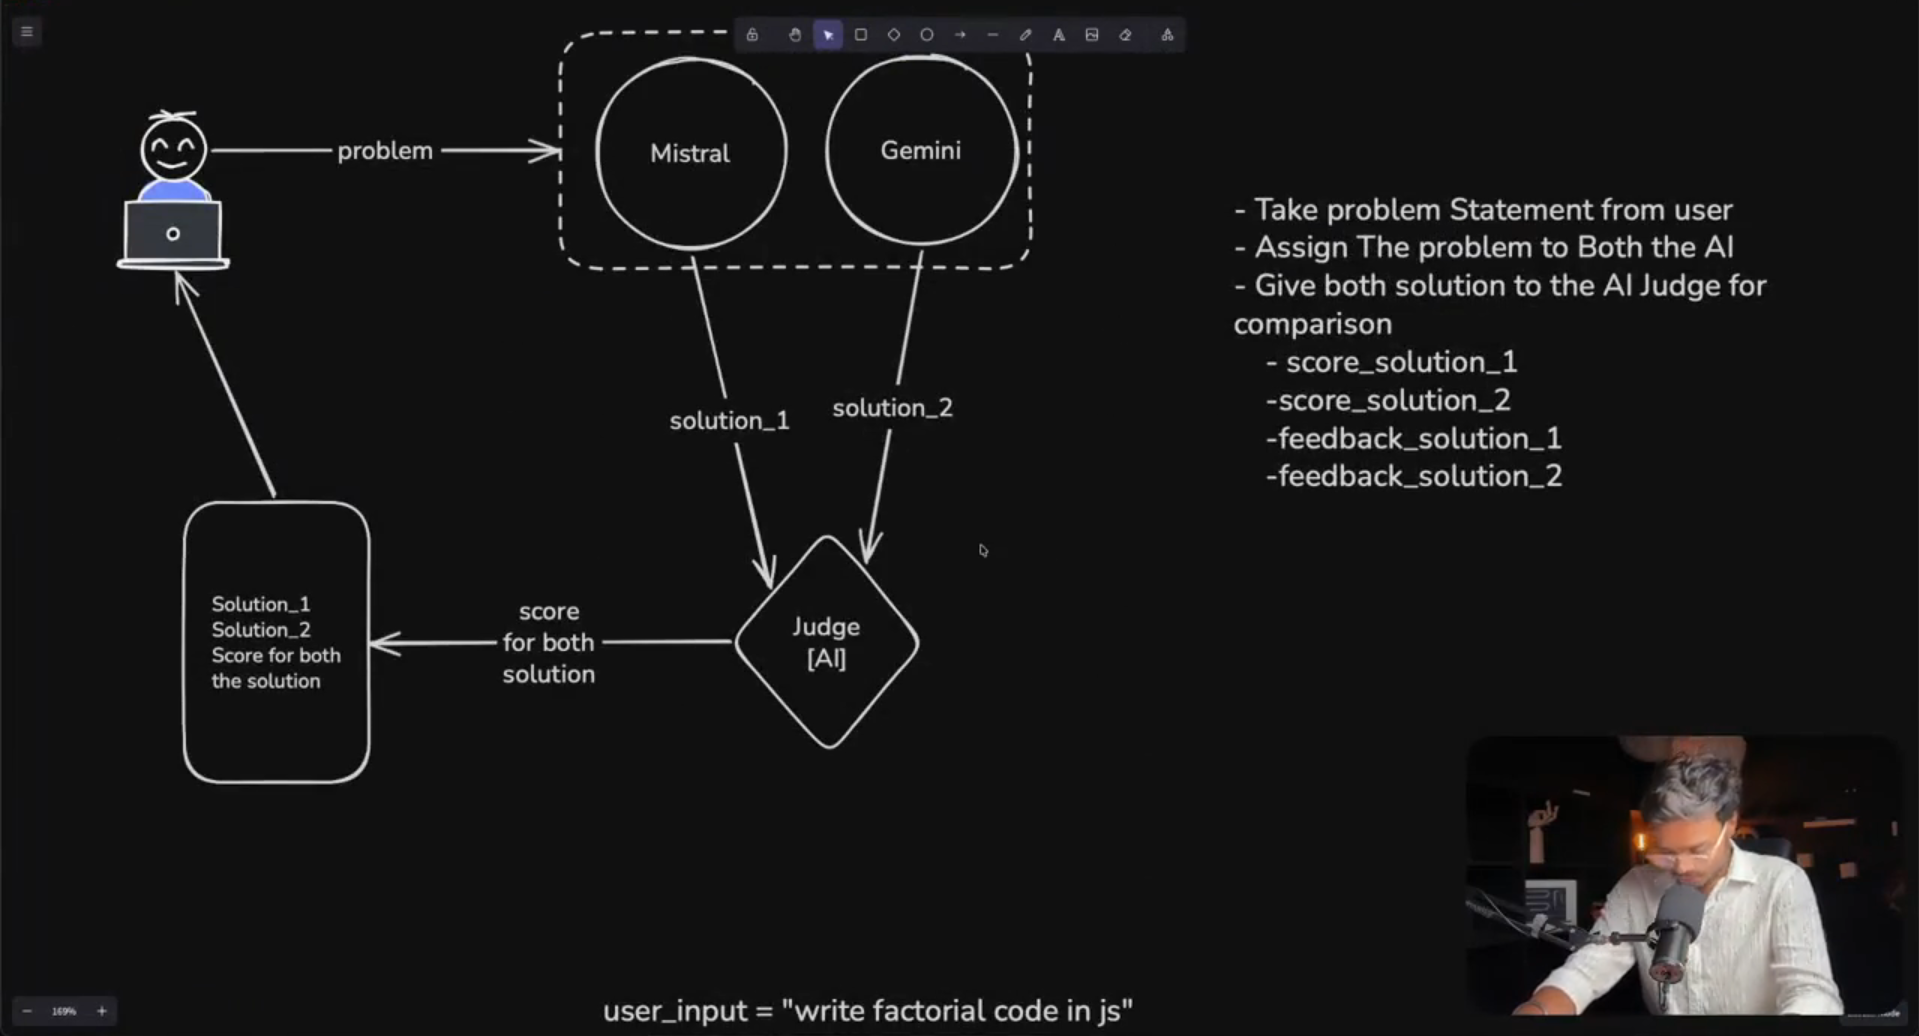 problem
Mistral
Gemini
- Take problem Statement from user
- Assign The problem to Both the AI
- Give both solution to the AI Judge for
comparison
- score_solution_1
-score_solution_2
-feedback_solution_1
-feedback_solution_2
solution_1
solution_2
Solution_1
Solution_2
Score for both
the solution
score
for both
solution
Judge
[AI]
user_input = "write factorial code in js"
169%